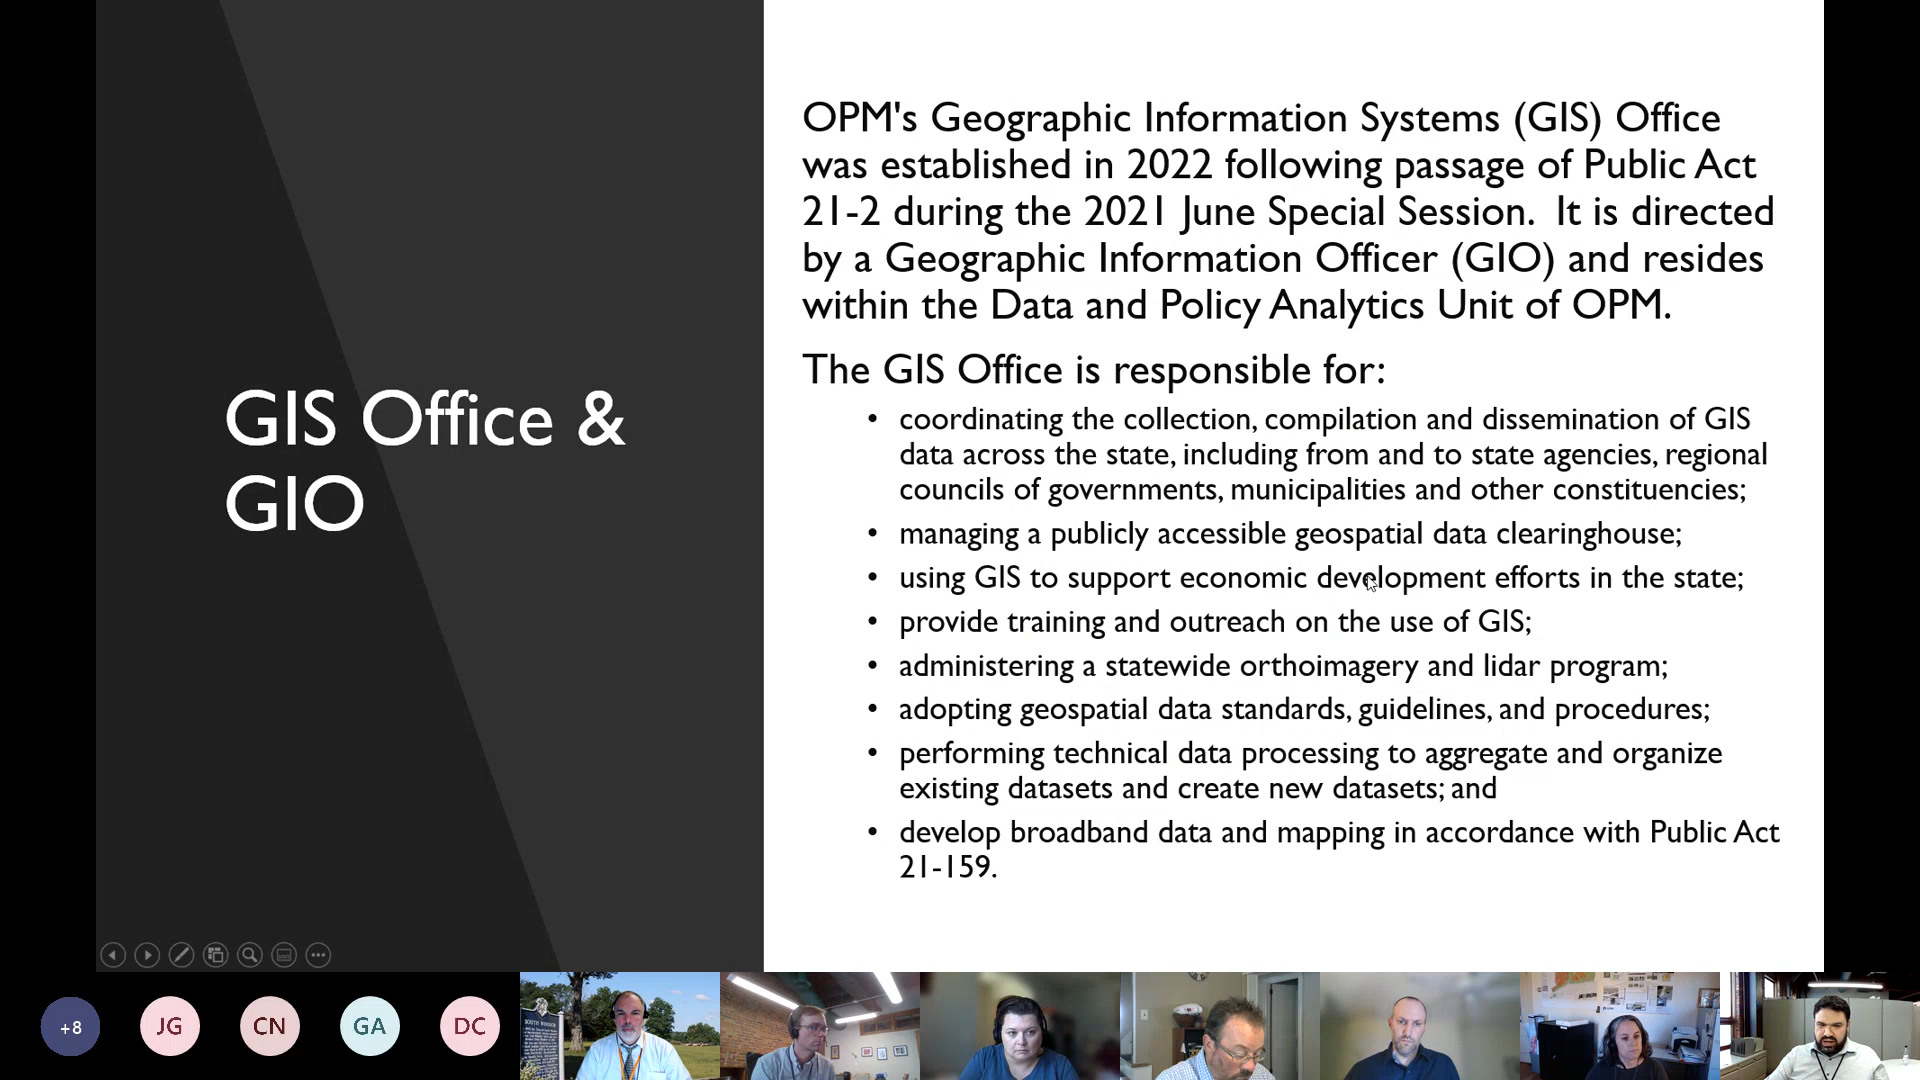 GIS Office &
GIO
OPM's Geographic Information Systems (GIS) Office
was established in 2022 following passage of Public Act
21-2 during the 2021 June Special Session.  It is directed
by a Geographic Information Officer (GIO) and resides
within the Data and Policy Analytics Unit of OPM.
The GIS Office is responsible for:
• coordinating the collection, compilation and dissemination of GIS
data across the state, including from and to state agencies, regional
councils of governments, municipalities and other constituencies;
• managing a publicly accessible geospatial data clearinghouse;
• using GIS to support economic development efforts in the state;
• provide training and outreach on the use of GIS;
• administering a statewide orthoimagery and lidar program;
• adopting geospatial data standards, guidelines, and procedures;
• performing technical data processing to aggregate and organize
existing datasets and create new datasets; and
• develop broadband data and mapping in accordance with Public Act
21-159.
+8
JG
CN
GA
DC
SOUTH WINDSOR